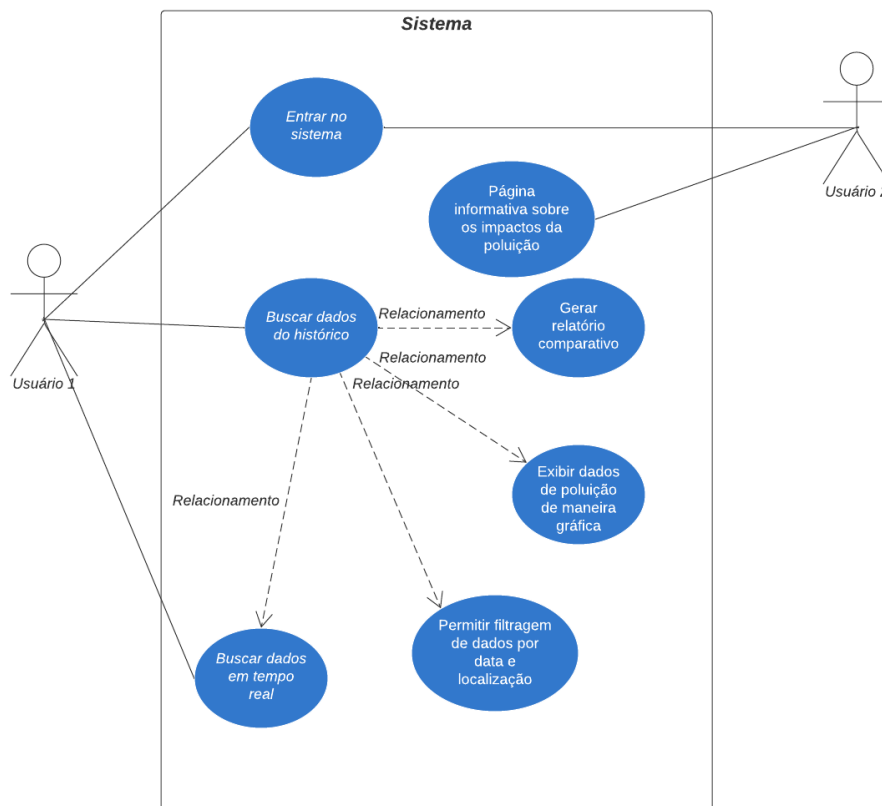 Sistema
Entrar no
sistema
Usuário 2
Página
informativa sobre
os impactos da
poluição
Usuário 1
Buscar dados
do histórico
Relacionamento
Gerar
relatório
comparativo
Relacionamento
Relacionamento
Exibir dados
de poluição
de maneira
gráfica
Relacionamento
Permitir filtragem
de dados por
data e
localização
Buscar dados
em tempo
real